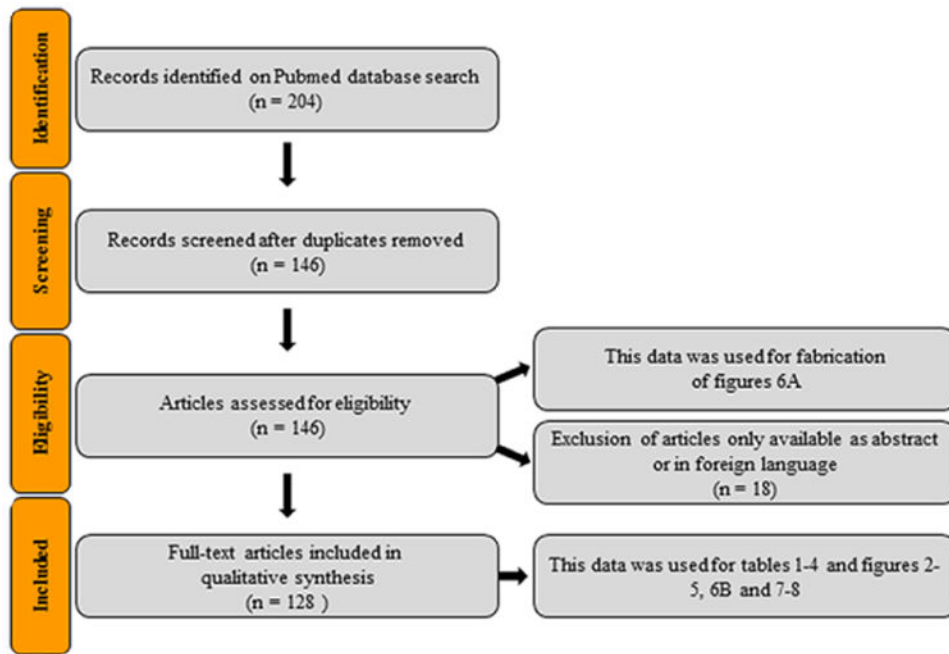 Identification
Records identified on Pubmed database search
(n = 204)
Screening
Records screened after duplicates removed
(n = 146)
Eligibility
Articles assessed for eligibility
(n = 146)
This data was used for fabrication
of figures 6A
Exclusion of articles only available as abstract
or in foreign language
(n = 18)
Included
Full-text articles included in
qualitative synthesis
(n = 128 )
This data was used for tables 1-4 and figures 2-
5, 6B and 7-8